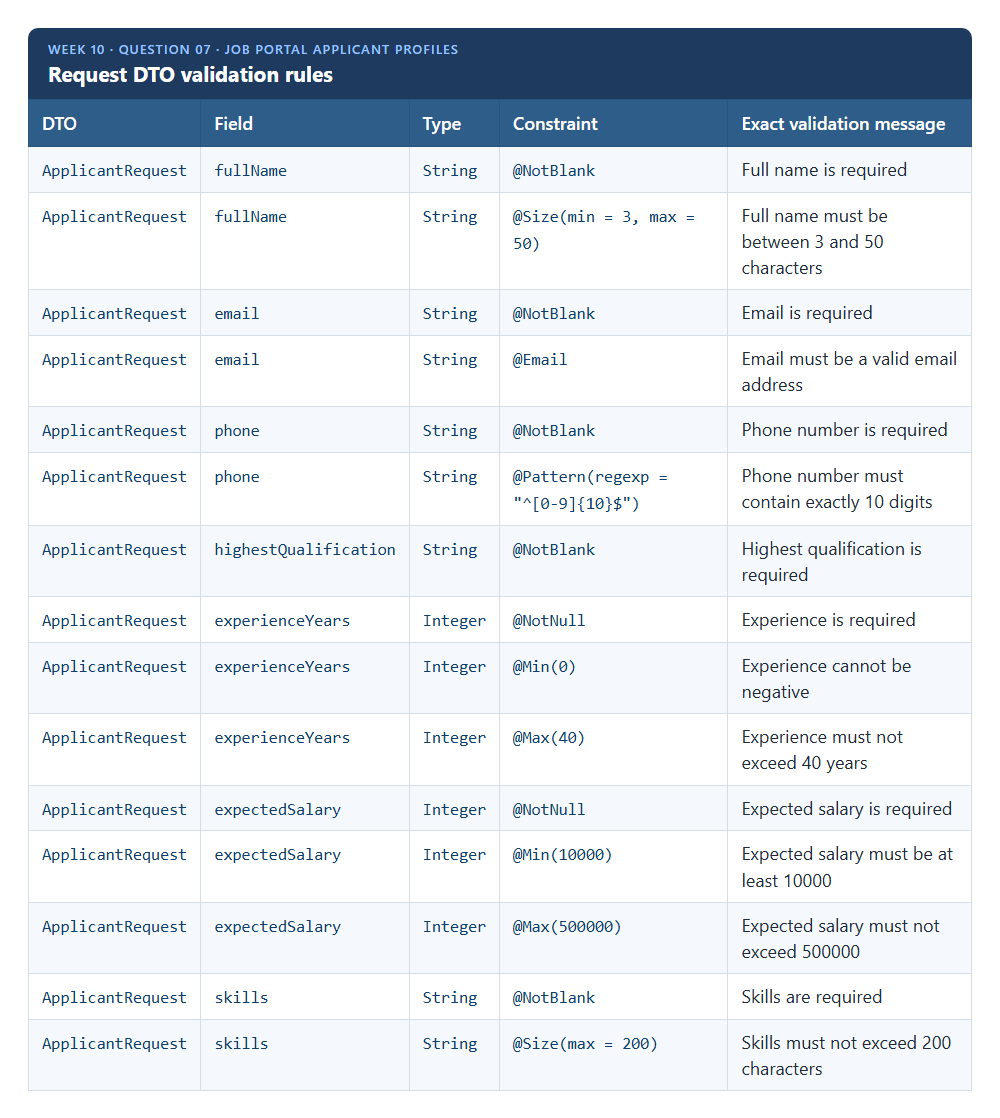 WEEK 10 · QUESTION 07 · JOB PORTAL APPLICANT PROFILES
Request DTO validation rules
DTO Field Type Constraint Exact validation message
ApplicantRequest fullName String @NotBlank Full name is required
ApplicantRequest fullName String @Size(min = 3, max = Full name must be
50) between 3 and 50
characters
ApplicantRequest email String @NotBlank Email is required
ApplicantRequest email String @Email Email must be a valid email
address
ApplicantRequest phone String @NotBlank Phone number is required
ApplicantRequest phone String @Pattern(regexp = Phone number must
"^[0-9]{10}$") contain exactly 10 digits
ApplicantRequest highestQualification String @NotBlank Highest qualification is
required
ApplicantRequest experienceYears Integer @NotNull Experience is required
ApplicantRequest experienceYears Integer @Min(0) Experience cannot be
negative
ApplicantRequest experienceYears Integer @Max(40) Experience must not
exceed 40 years
ApplicantRequest expectedSalary Integer @NotNull Expected salary is required
ApplicantRequest expectedSalary Integer @Min(10000) Expected salary must be at
least 10000
ApplicantRequest expectedSalary Integer @Max(500000) Expected salary must not
exceed 500000
ApplicantRequest skills String @NotBlank Skills are required
ApplicantRequest skills String @Size(max = 200) Skills must not exceed 200
characters